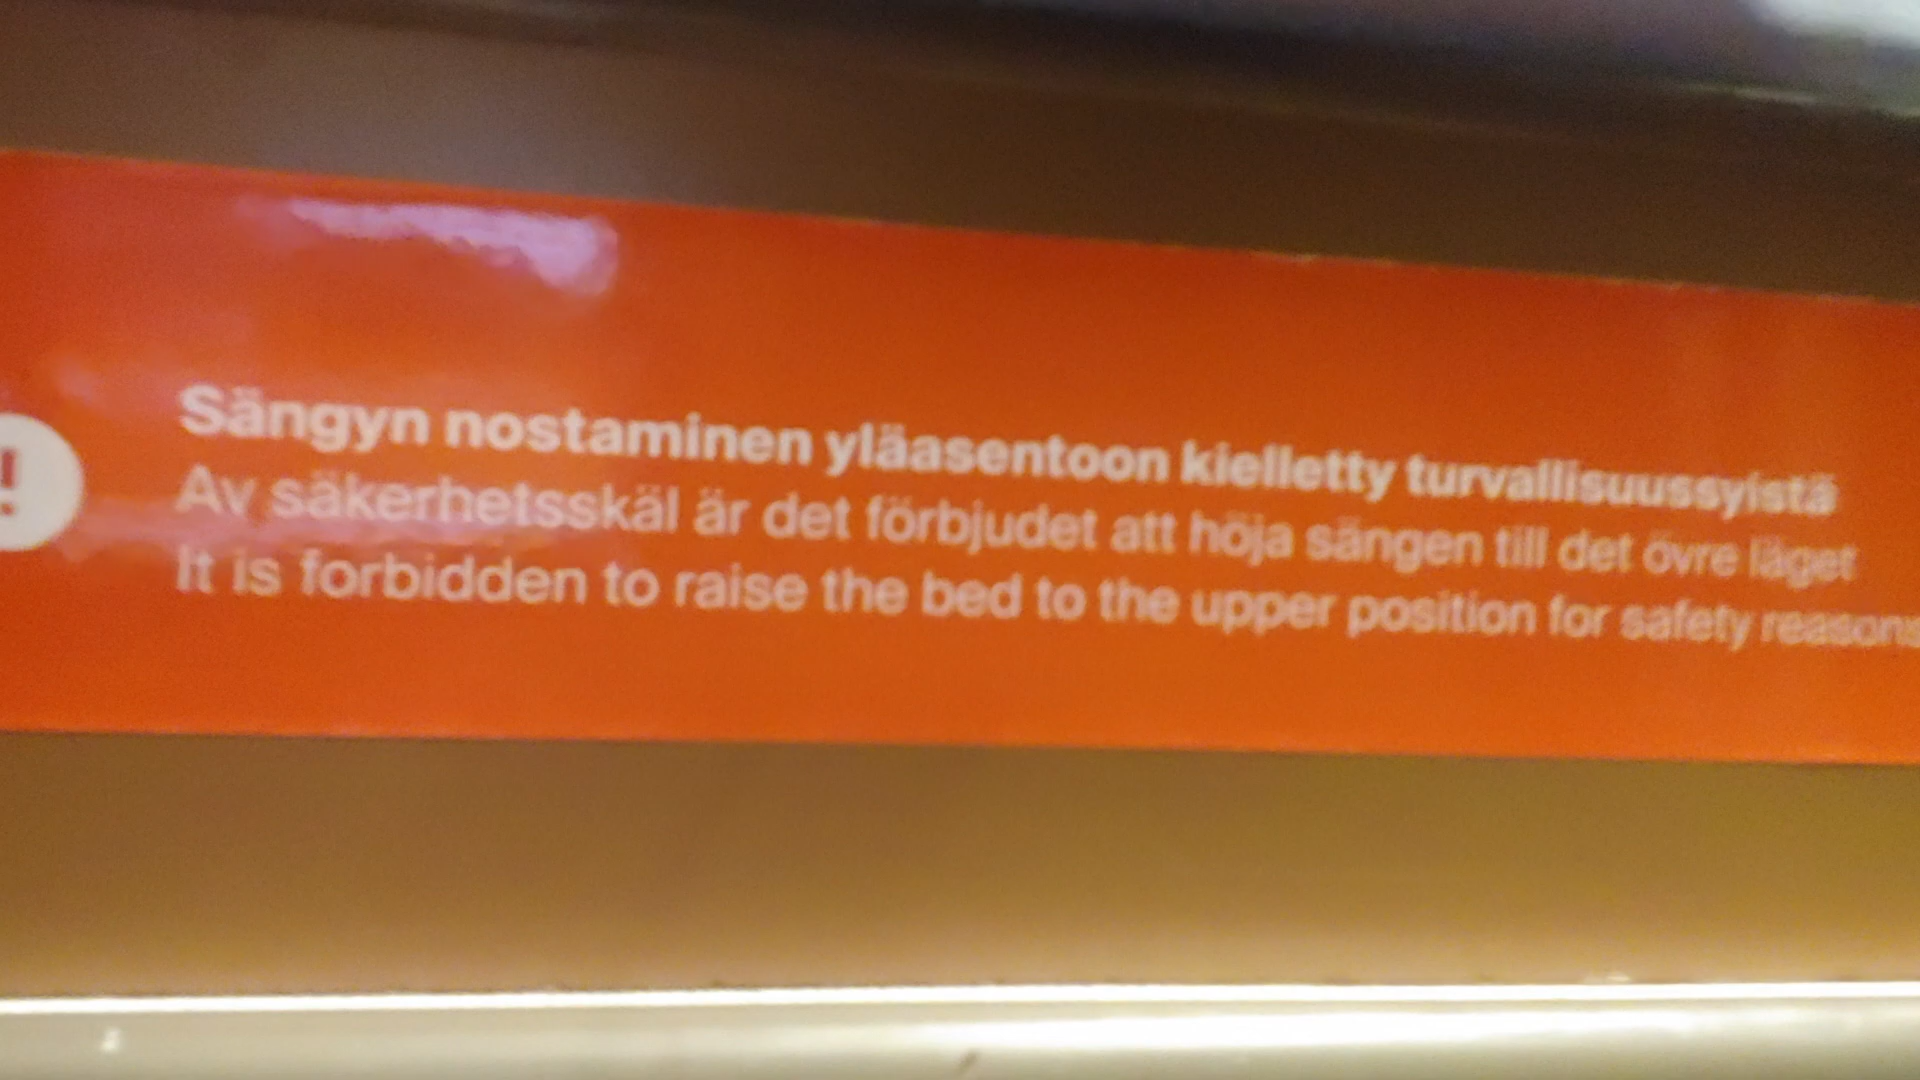 !
Sängyn nostaminen yläasentoon kielletty turvallisuussyistä
Av säkerhetsskäl är det förbjudet att höja sängen till det övre läget
It is forbidden to raise the bed to the upper position for safety reasons